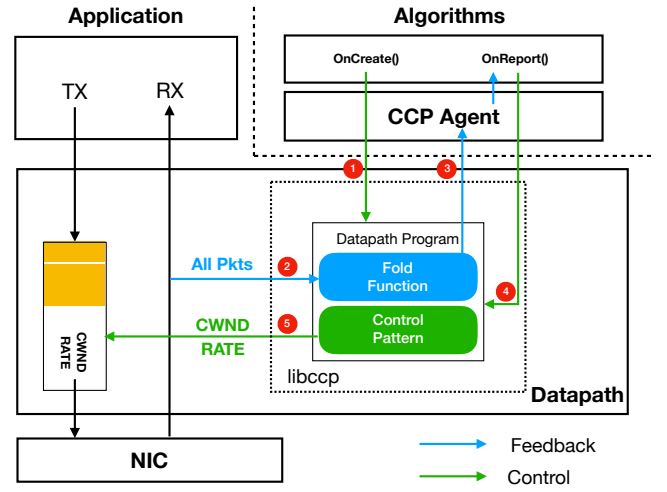 Application
Algorithms
OnCreate()
OnReport()
TX
RX
CCP Agent
1
3
Datapath Program
All Pkts
2
Fold
Function
4
CWND
RATE
5
Control
Pattern
CWND
RATE
libccp
Datapath
NIC
Feedback
Control